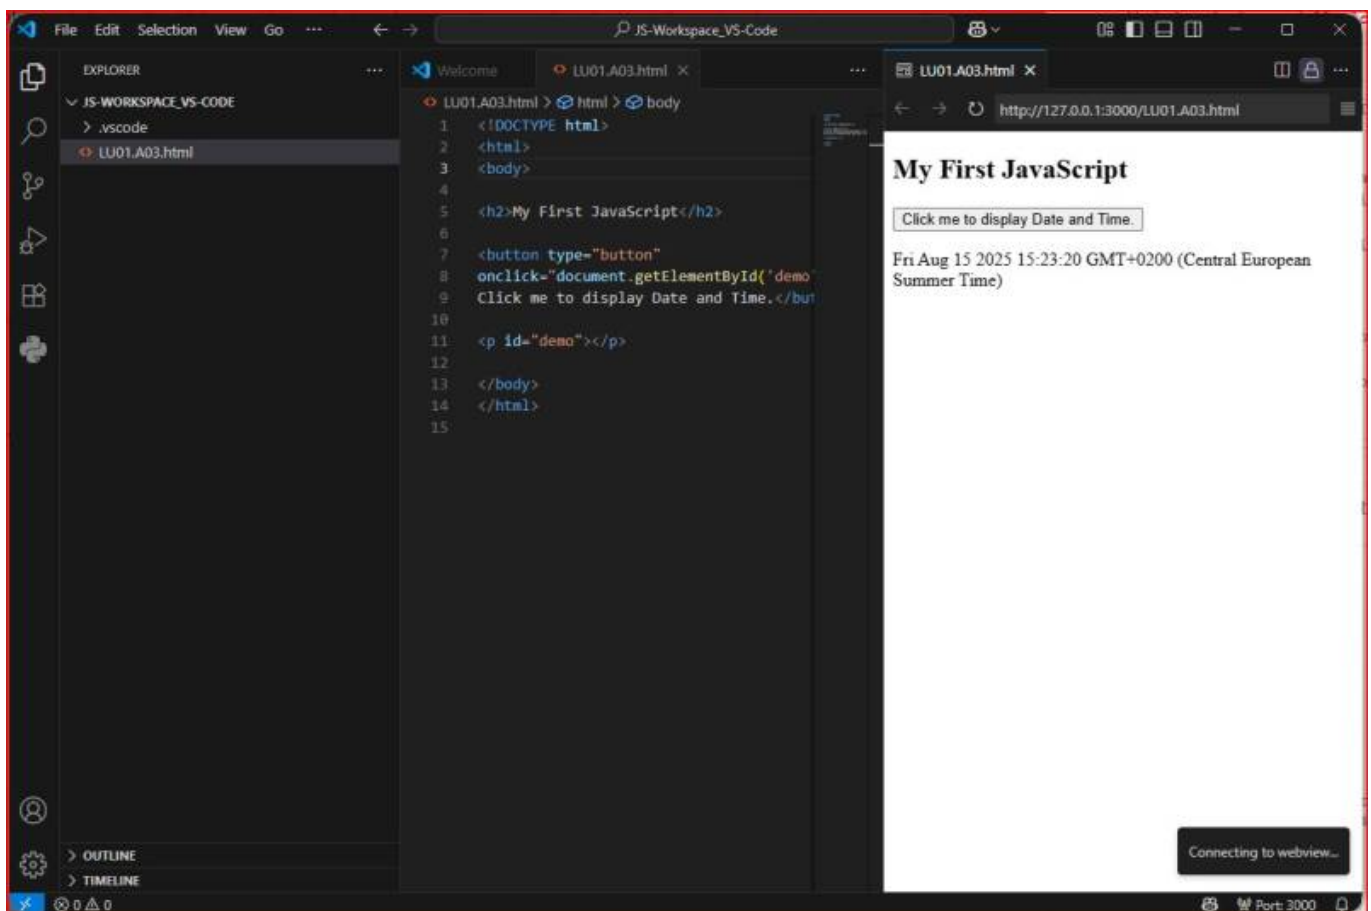 File Edit Selection View Go ··· JS-Workspace_VS-Code
EXPLORER ···
JS-WORKSPACE_VS-CODE
.vscode
LU01.A03.html
Welcome LU01.A03.html ···
LU01.A03.html > html > body
1 <!DOCTYPE html>
2 <html>
3 <body>
4
5 <h2>My First JavaScript</h2>
6
7 <button type="button"
8 onclick="document.getElementById('demo'
9 Click me to display Date and Time.</but
10
11 <p id="demo"></p>
12
13 </body>
14 </html>
15
LU01.A03.html ···
http://127.0.0.1:3000/LU01.A03.html
My First JavaScript
Click me to display Date and Time.
Fri Aug 15 2025 15:23:20 GMT+0200 (Central European
Summer Time)
Connecting to webview...
OUTLINE
TIMELINE
0 0
Port: 3000